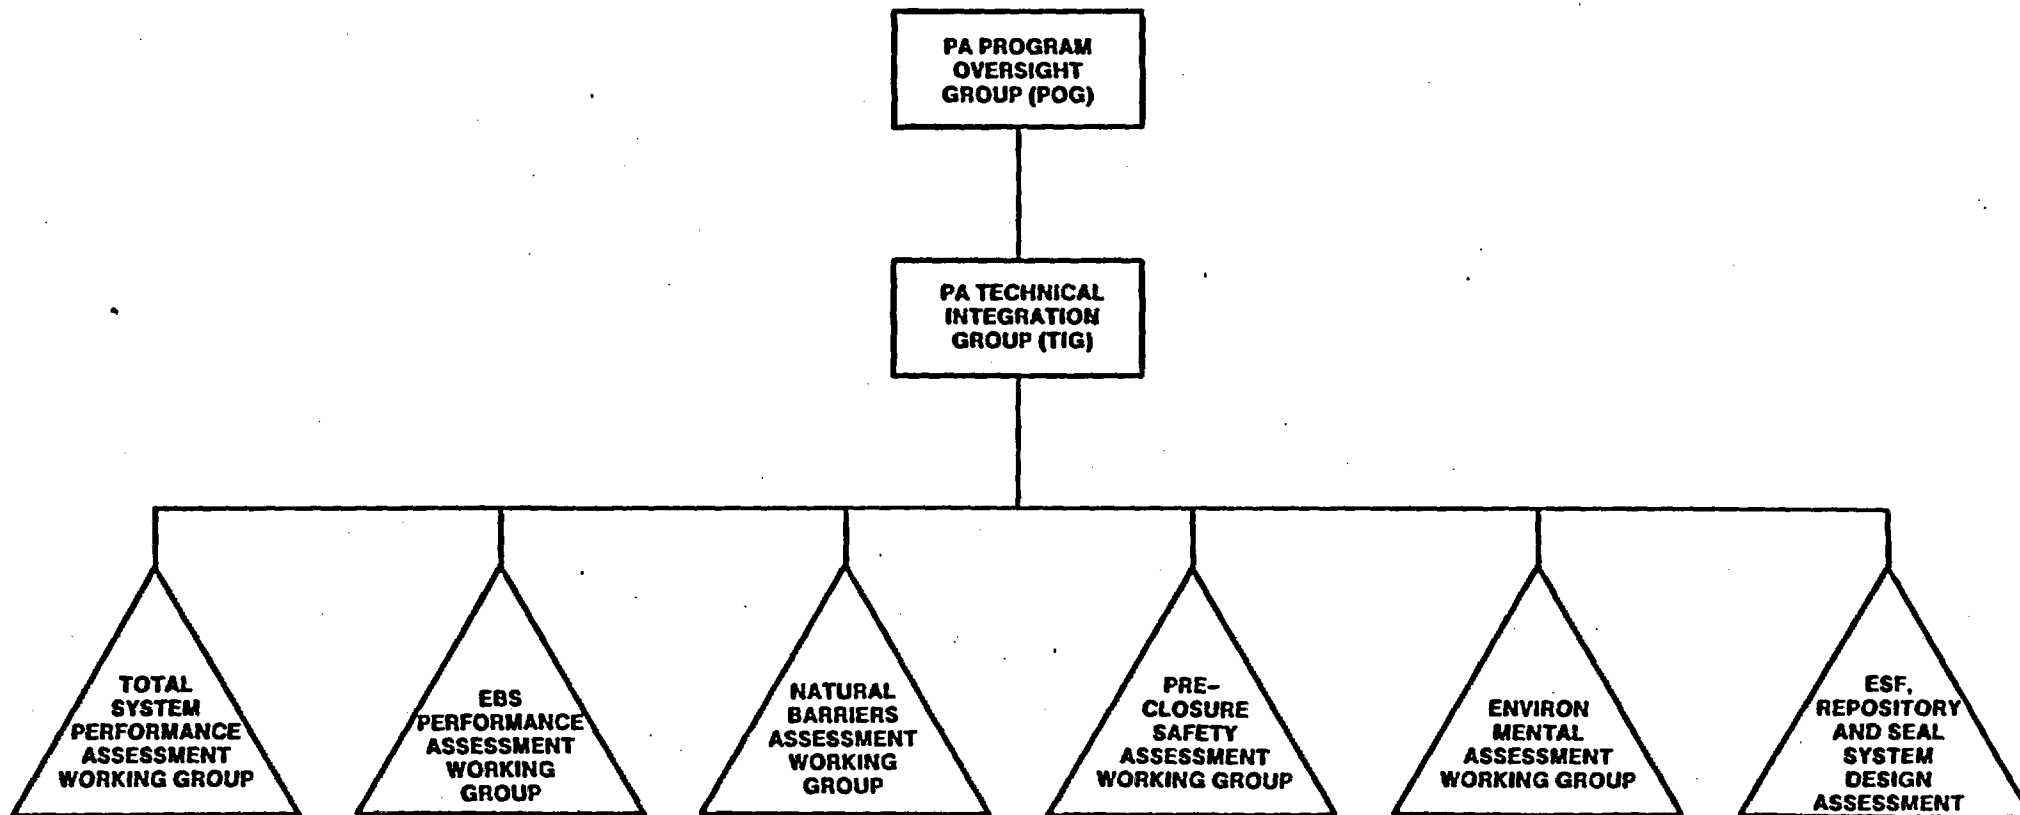 PA PROGRAM
OVERSIGHT
GROUP (POG)
PA TECHNICAL
INTEGRATION
GROUP (TIG)
TOTAL
SYSTEM
PERFORMANCE
ASSESSMENT
WORKING GROUP
EBS
PERFORMANCE
ASSESSMENT
WORKING
GROUP
NATURAL
BARRIERS
ASSESSMENT
WORKING
GROUP
PRE-
CLOSURE
SAFETY
ASSESSMENT
WORKING GROUP
ENVIRON
MENTAL
ASSESSMENT
WORKING GROUP
ESF,
REPOSITORY
AND SEAL
SYSTEM
DESIGN
ASSESSMENT